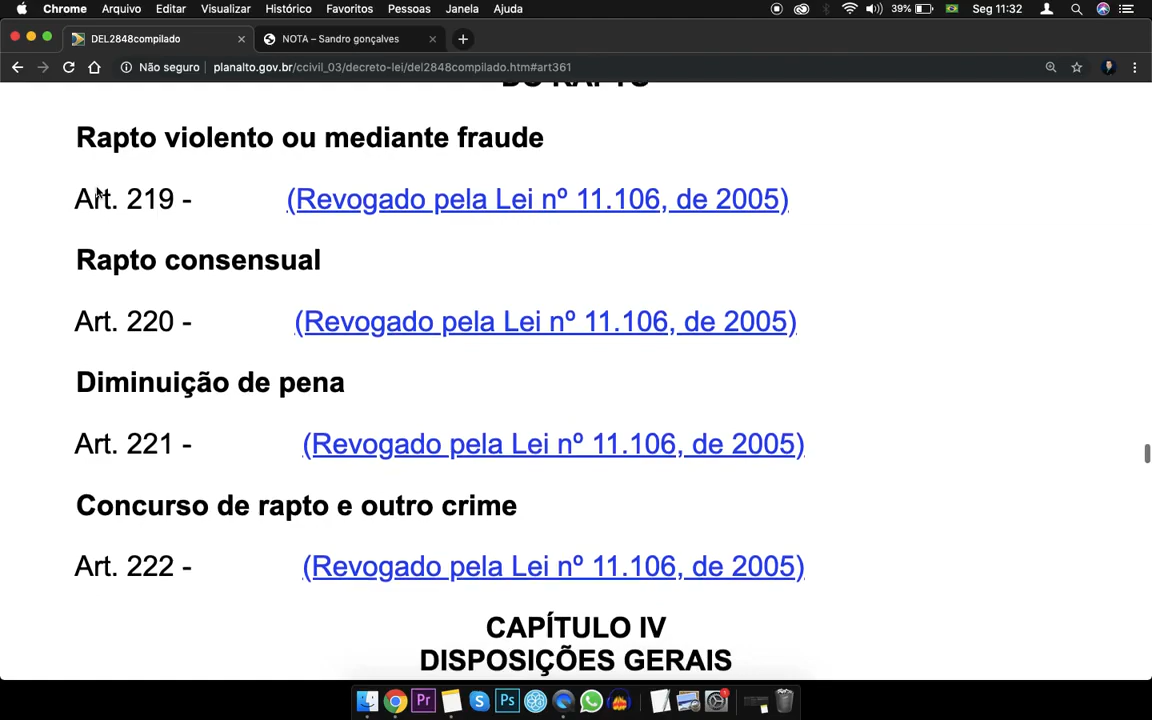 Chrome Arquivo Editar Visualizar Histórico Favoritos Pessoas Janela Ajuda 39% Seg 11:32
DEL2848compilado NOTA – Sandro gonçalves
Não seguro planalto.gov.br/ccivil_03/decreto-lei/del2848compilado.htm#art361
DO RAPTO
Rapto violento ou mediante fraude
Art. 219 - (Revogado pela Lei nº 11.106, de 2005)
Rapto consensual
Art. 220 - (Revogado pela Lei nº 11.106, de 2005)
Diminuição de pena
Art. 221 - (Revogado pela Lei nº 11.106, de 2005)
Concurso de rapto e outro crime
Art. 222 - (Revogado pela Lei nº 11.106, de 2005)
CAPÍTULO IV
DISPOSIÇÕES GERAIS
Pr Ps